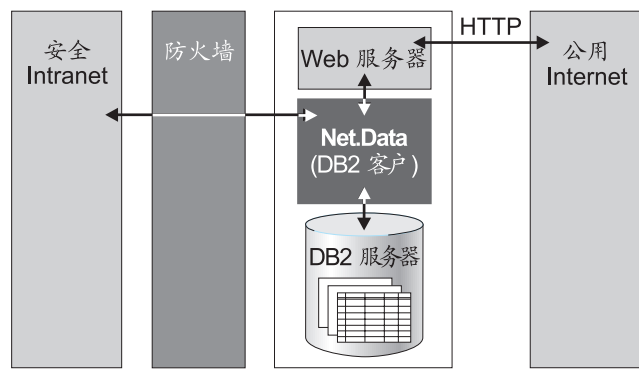 安全
Intranet
防火墙
Web 服务器
Net.Data
(DB2 客户)
DB2 服务器
HTTP
公用
Internet